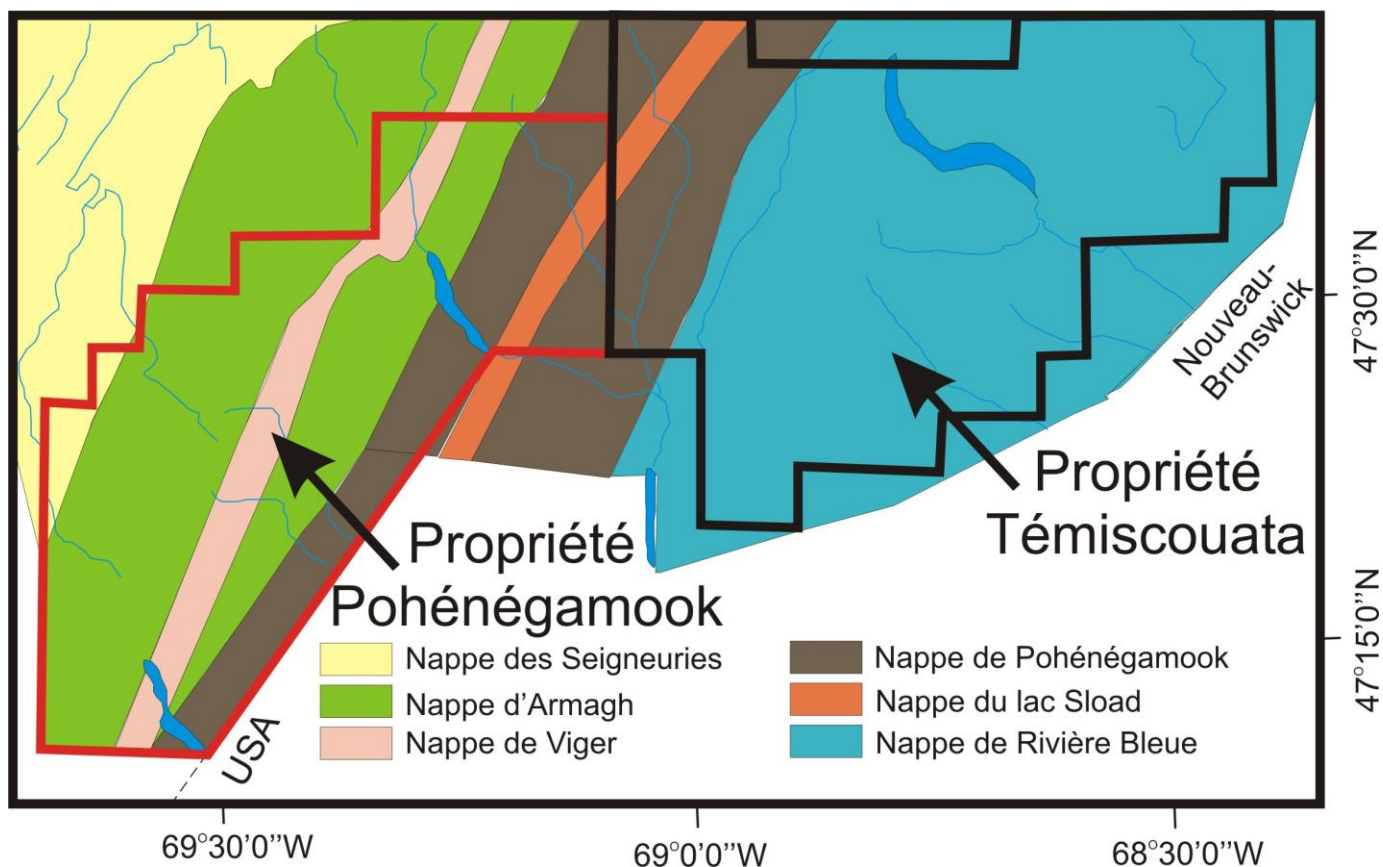 47°30'0''N
Nouveau-
Brunswick
Propriété
Témiscouata
Propriété
Pohénégamook
47°15'0''N
Nappe des Seigneuries
Nappe d'Armagh
Nappe de Viger
Nappe de Pohénégamook
Nappe du lac Sload
Nappe de Rivière Bleue
USA
69°30'0''W
69°0'0''W
68°30'0''W